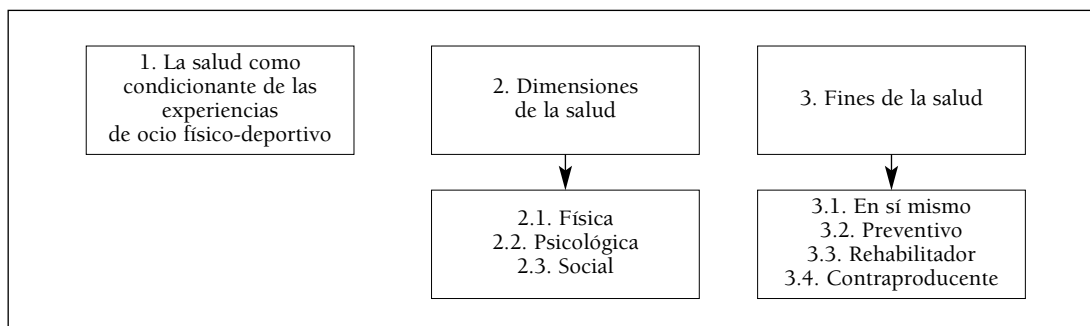 1. La salud como
condicionante de las
experiencias
de ocio físico-deportivo
2. Dimensiones
de la salud
3. Fines de la salud
2.1. Física
2.2. Psicológica
2.3. Social
3.1. En sí mismo
3.2. Preventivo
3.3. Rehabilitador
3.4. Contraproducente